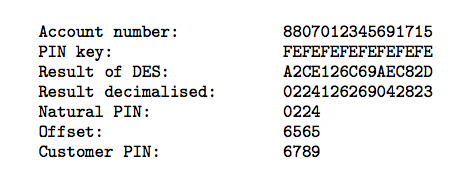 Account number: 8807012345691715
PIN key: FEFEFEFEFEFEFEFE
Result of DES: A2CE126C69AEC82D
Result decimalised: 0224126269042823
Natural PIN: 0224
Offset: 6565
Customer PIN: 6789